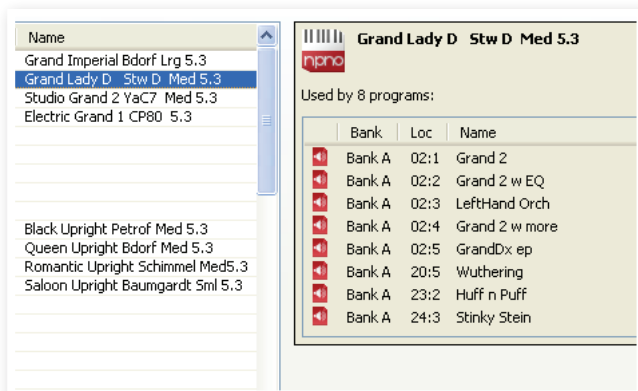 Name
Grand Imperial Bdorf Lrg 5.3
Grand Lady D Stw D Med 5.3
Studio Grand 2 YaC7 Med 5.3
Electric Grand 1 CP80 5.3
Black Upright Petrof Med 5.3
Queen Upright Bdorf Med 5.3
Romantic Upright Schimmel Med5.3
Saloon Upright Baumgardt Sml 5.3
npno
Grand Lady D Stw D Med 5.3
Used by 8 programs:
Bank Loc Name
Bank A 02:1 Grand 2
Bank A 02:2 Grand 2 w EQ
Bank A 02:3 LeftHand Orch
Bank A 02:4 Grand 2 w more
Bank A 02:5 GrandDx ep
Bank A 20:5 Wuthering
Bank A 23:2 Huff n Puff
Bank A 24:3 Stinky Stein